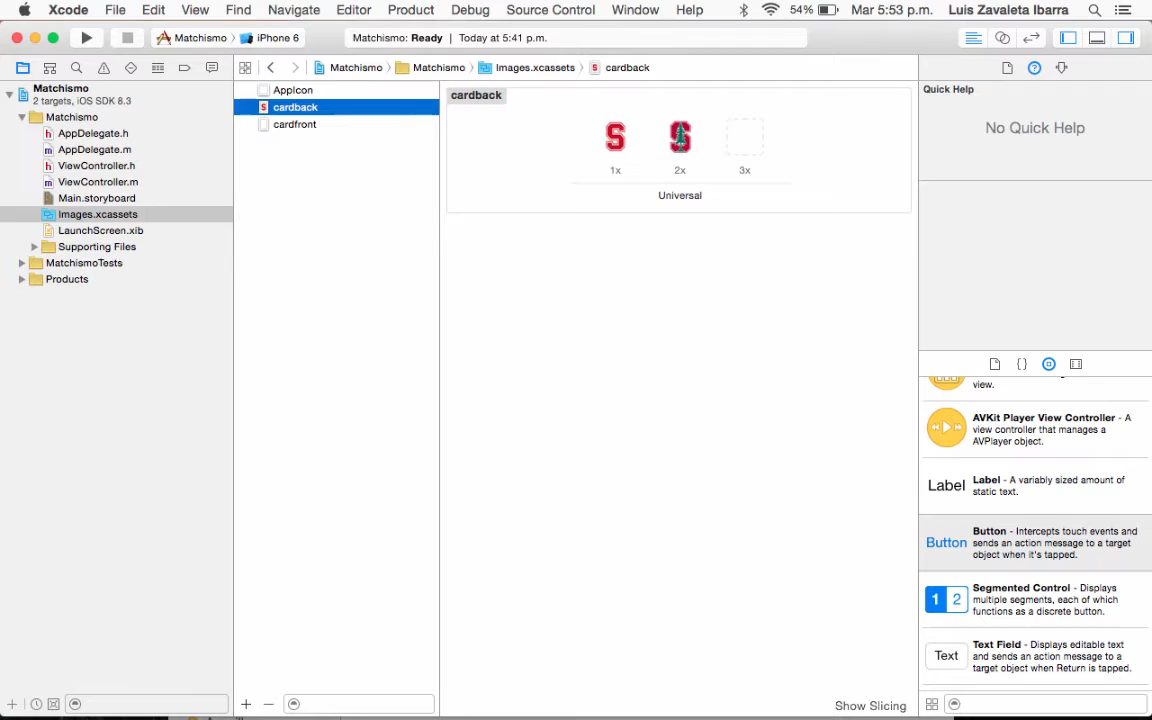 Xcode File Edit View Find Navigate Editor Product Debug Source Control Window Help 54% Mar 5:53 p.m. Luis Zavaleta Ibarra
Matchismo iPhone 6 Matchismo: Ready Today at 5:41 p.m.
Matchismo Matchismo Images.xcassets cardback
Matchismo
2 targets, iOS SDK 8.3
Matchismo
AppDelegate.h
AppDelegate.m
ViewController.h
ViewController.m
Main.storyboard
Images.xcassets
LaunchScreen.xib
Supporting Files
MatchismoTests
Products
AppIcon
cardback
cardfront
cardback
1x 2x 3x
Universal
Show Slicing
Quick Help
No Quick Help
view.
AVKit Player View Controller - A
view controller that manages a
AVPlayer object.
Label
Label - A variably sized amount of
static text.
Button
Button - Intercepts touch events and
sends an action message to a target
object when it's tapped.
1 2
Segmented Control - Displays
multiple segments, each of which
functions as a discrete button.
Text
Text Field - Displays editable text
and sends an action message to a
target object when Return is tapped.